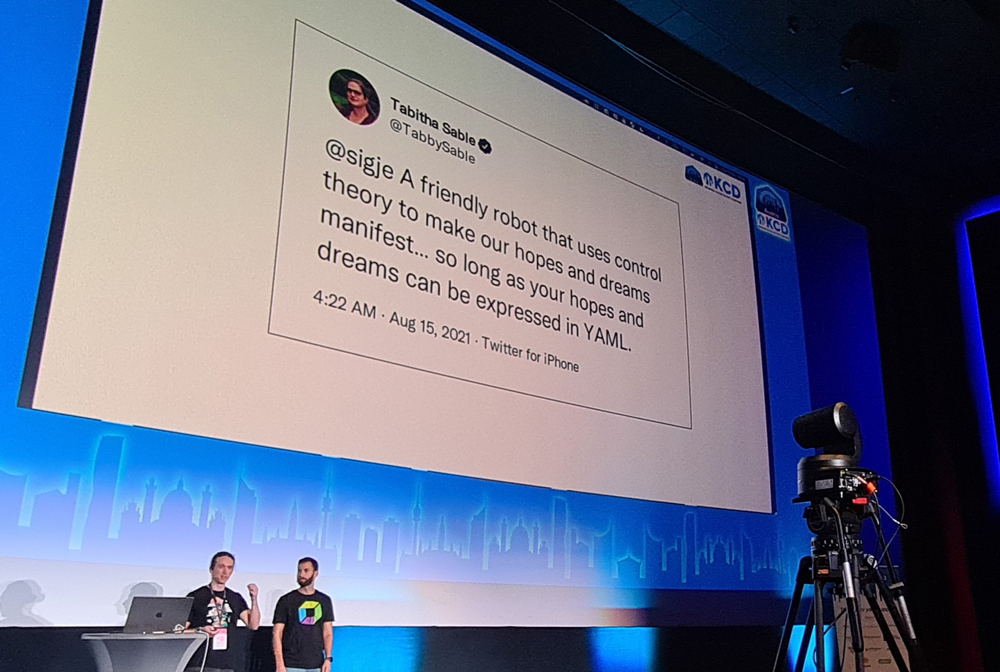 Tabitha Sable
@TabbySable
@sigje A friendly robot that uses control
theory to make our hopes and dreams
manifest... so long as your hopes and
dreams can be expressed in YAML.
4:22 AM · Aug 15, 2021 · Twitter for iPhone
KCD
KCD